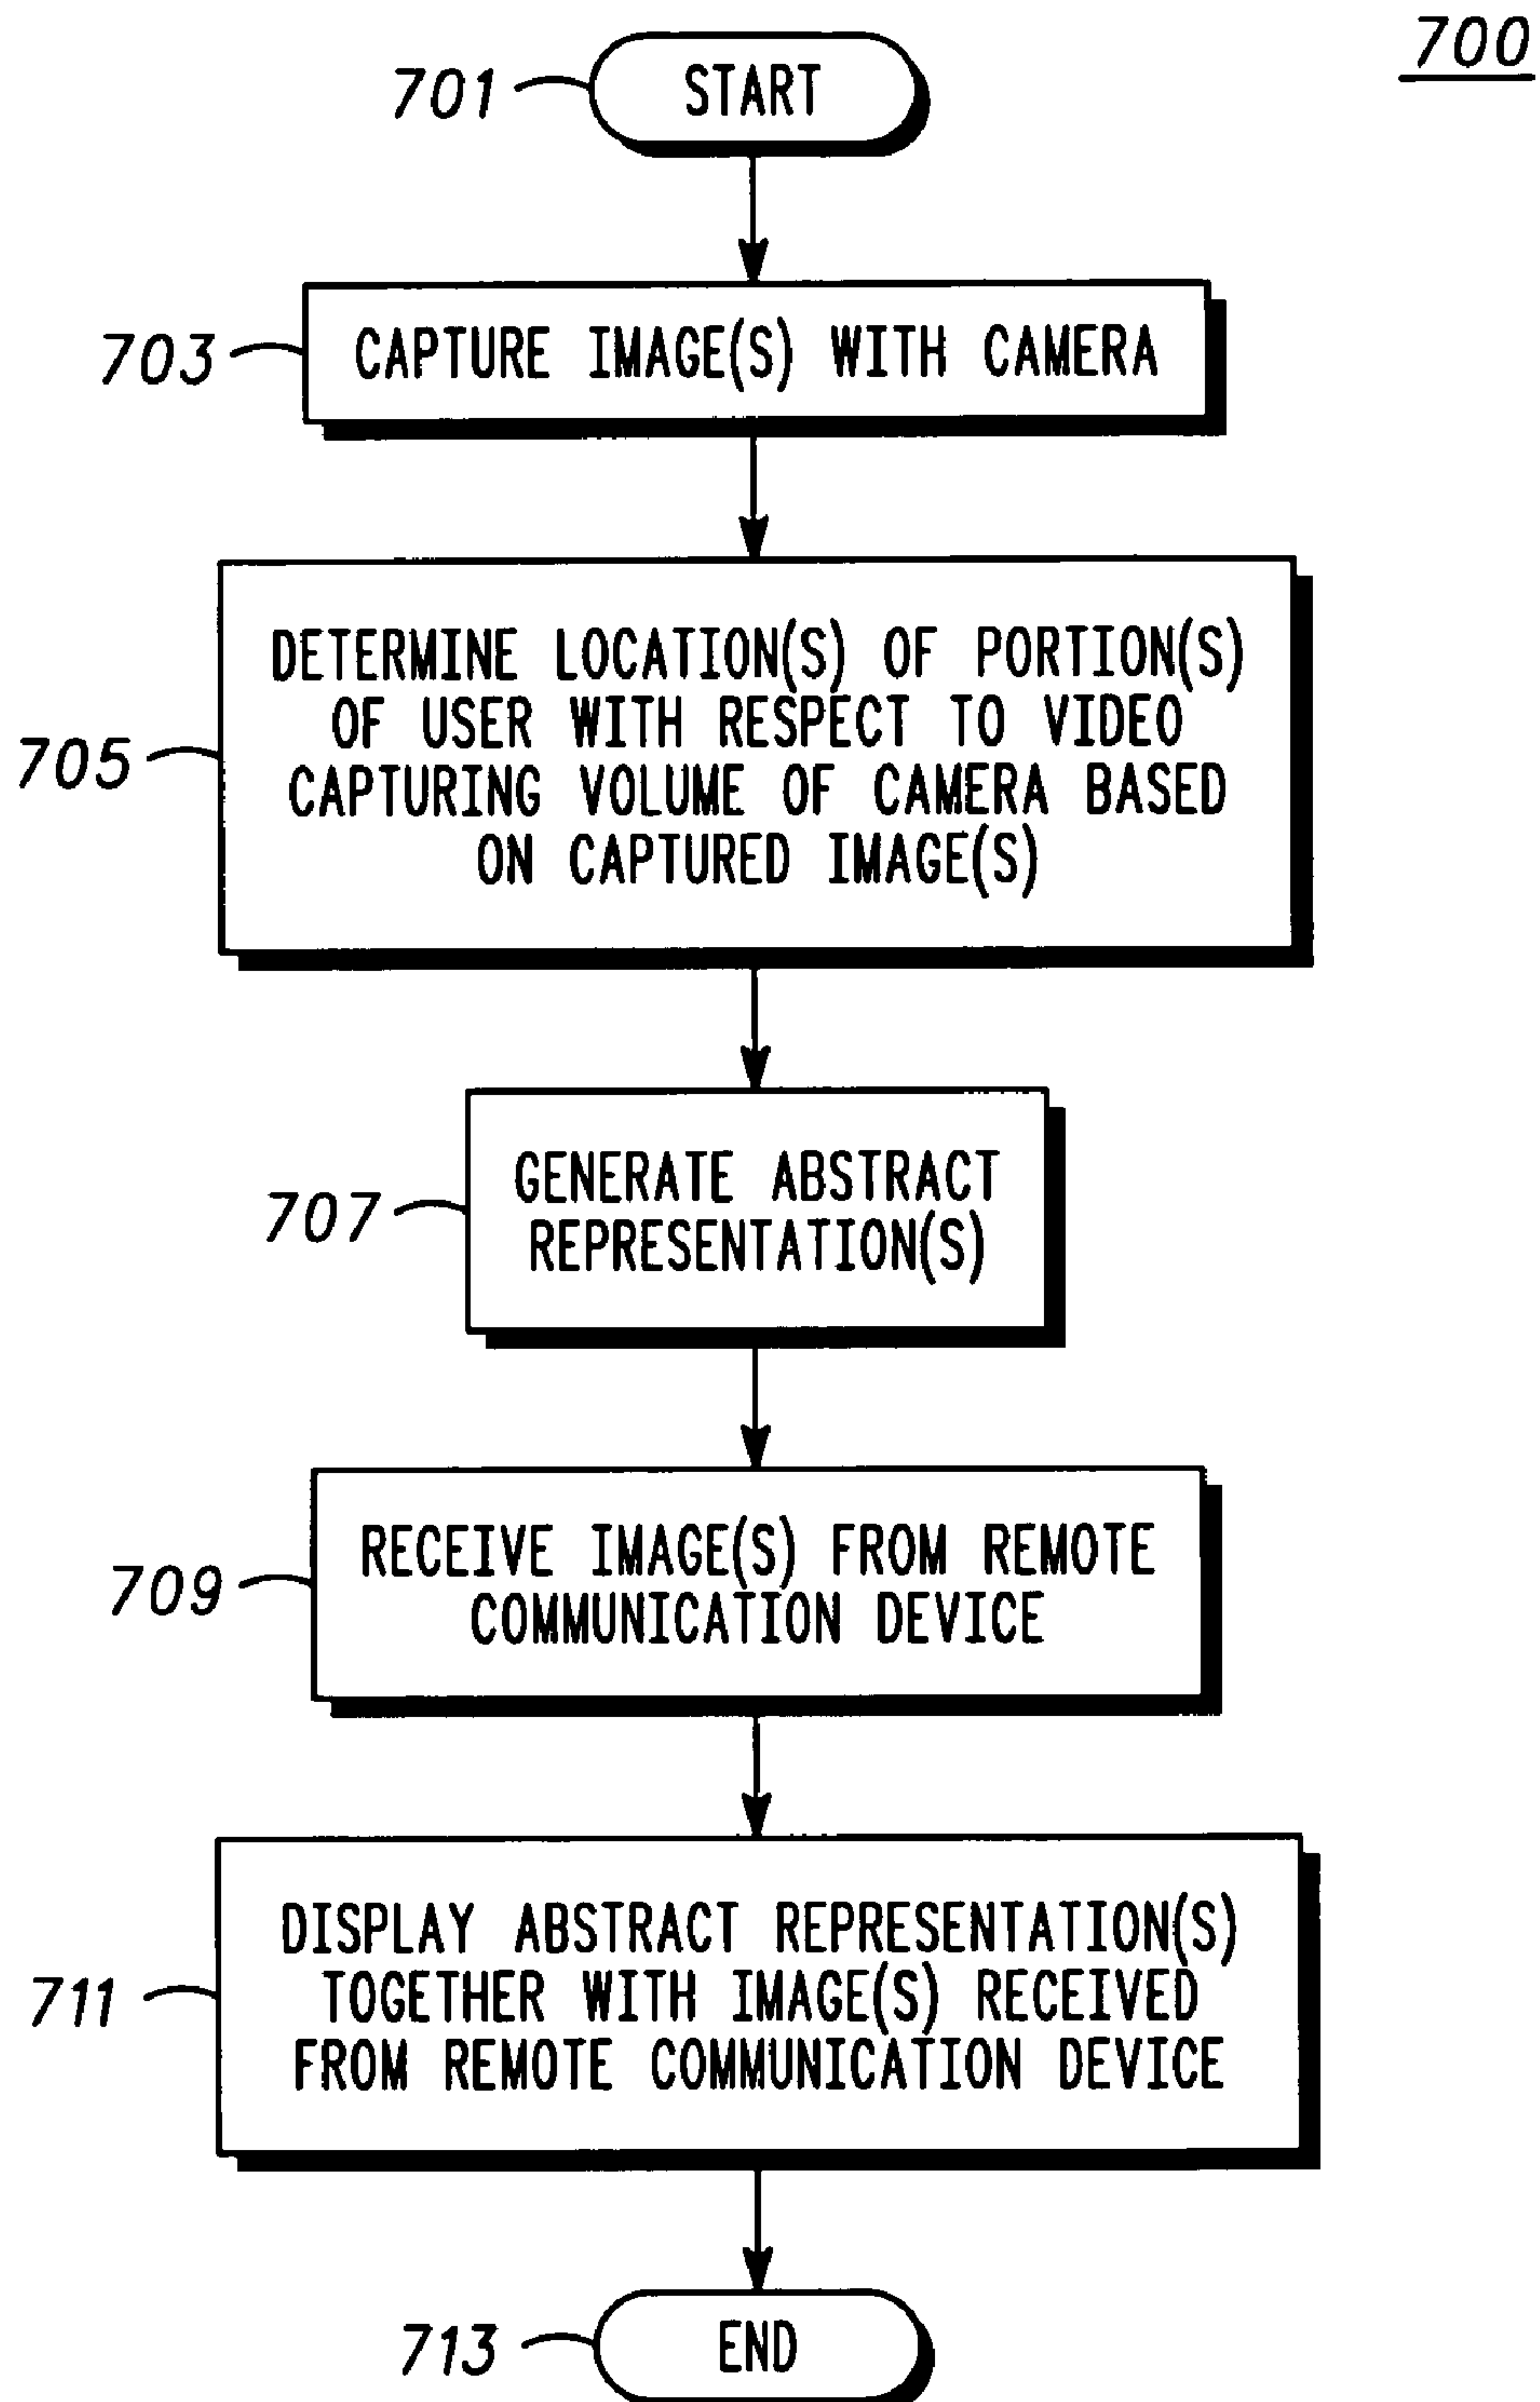 700
701
START
703
CAPTURE IMAGE(S) WITH CAMERA
705
DETERMINE LOCATION(S) OF PORTION(S)
OF USER WITH RESPECT TO VIDEO
CAPTURING VOLUME OF CAMERA BASED
ON CAPTURED IMAGE(S)
707
GENERATE ABSTRACT
REPRESENTATION(S)
709
RECEIVE IMAGE(S) FROM REMOTE
COMMUNICATION DEVICE
711
DISPLAY ABSTRACT REPRESENTATION(S)
TOGETHER WITH IMAGE(S) RECEIVED
FROM REMOTE COMMUNICATION DEVICE
713
END